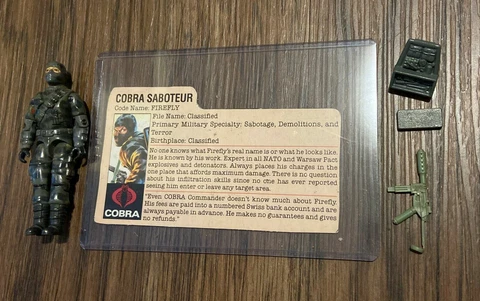 COBRA SABOTEUR
Code Name: FIREFLY
File Name: Classified
Primary Military Specialty: Sabotage, Demolitions, and
Terror
Birthplace: Classified
No one knows what Firefly's real name is or what he looks like.
He is known by his work. Expert in all NATO and Warsaw Pact
explosives and detonators. Always places his charges in the
one place that affords maximum damage. There is no question
about his infiltration skills since no one has ever reported
seeing him enter or leave any target area.
"Even COBRA Commander doesn't know much about Firefly.
His fees are paid into a numbered Swiss bank account and are
always payable in advance. He makes no guarantees and gives
no refunds."
COBRA